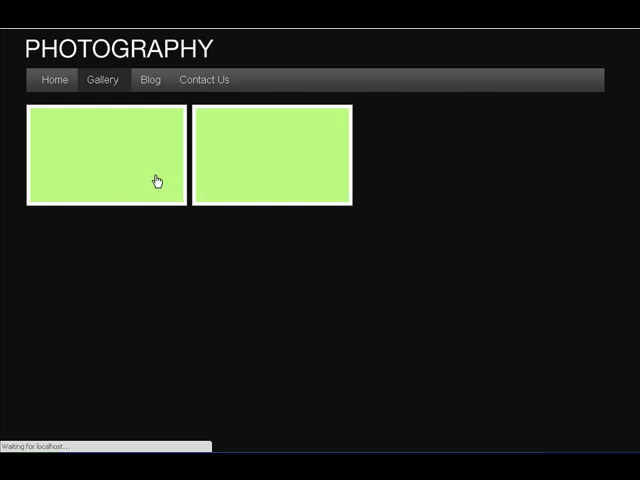 PHOTOGRAPHY
Home Gallery Blog Contact Us
Waiting for localhost...